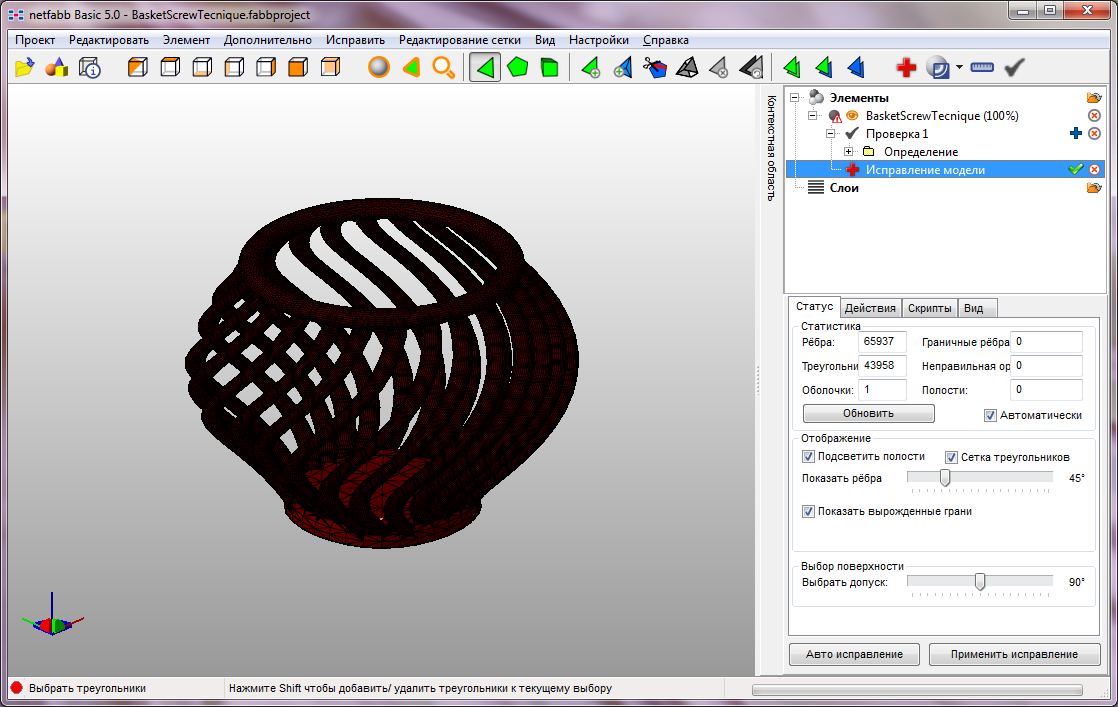 netfabb Basic 5.0 - BasketScrewTecnique.fabbproject
Проект Редактировать Элемент Дополнительно Исправить Редактирование сетки Вид Настройки Справка
Контекстная область
Элементы
BasketScrewTecnique (100%)
Проверка 1
Определение
Исправление модели
Слои
Статус Действия Скрипты Вид
Статистика
Рёбра: 65937 Граничные рёбра 0
Треугольни 43958 Неправильная ор 0
Оболочки: 1 Полости: 0
Обновить Автоматически
Отображение
Подсветить полости Сетка треугольников
Показать рёбра 45°
Показать вырожденные грани
Выбор поверхности
Выбрать допуск: 90°
Авто исправление Применить исправление
Выбрать треугольники Нажмите Shift чтобы добавить/ удалить треугольники к текущему выбору